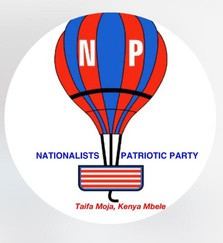 N P
NATIONALISTS PATRIOTIC PARTY
Taifa Moja, Kenya Mbele